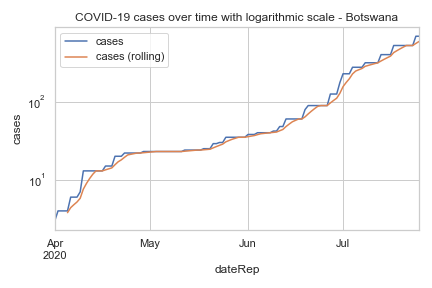 COVID-19 cases over time with logarithmic scale - Botswana
cases
cases (rolling)
10²
10¹
cases
Apr
2020
May
Jun
Jul
dateRep